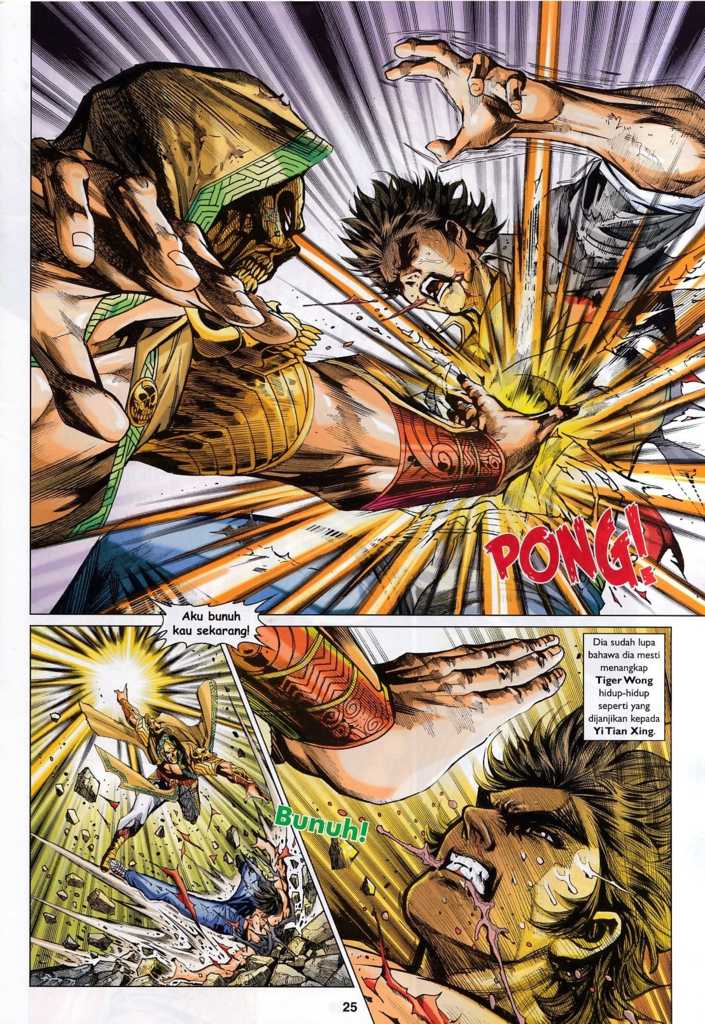 PONG!
Aku bunuh
kau sekarang!
Dia sudah lupa
bahawa dia mesti
menangkap
Tiger Wong
hidup-hidup
seperti yang
dijanjikan kepada
Yi Tian Xing.
Bunuh!
25